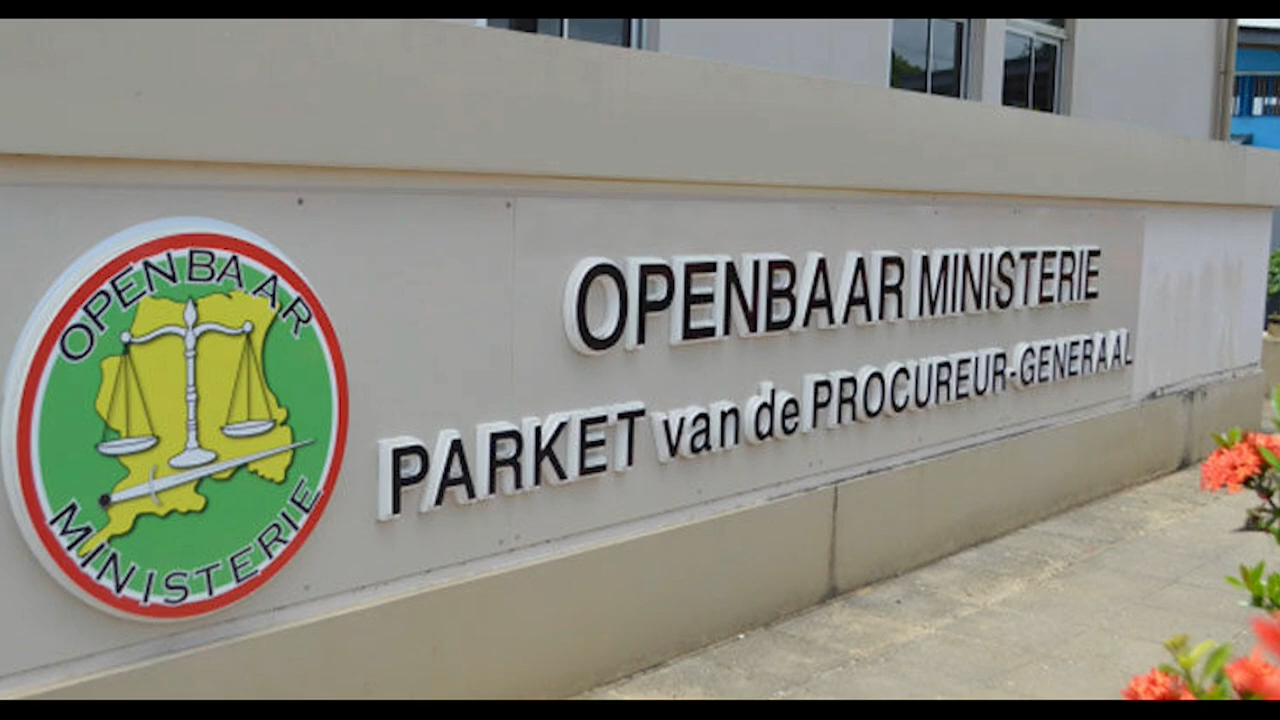 OPENBAAR
MINISTERIE
OPENBAAR MINISTERIE
PARKET van de PROCUREUR-GENERAAL